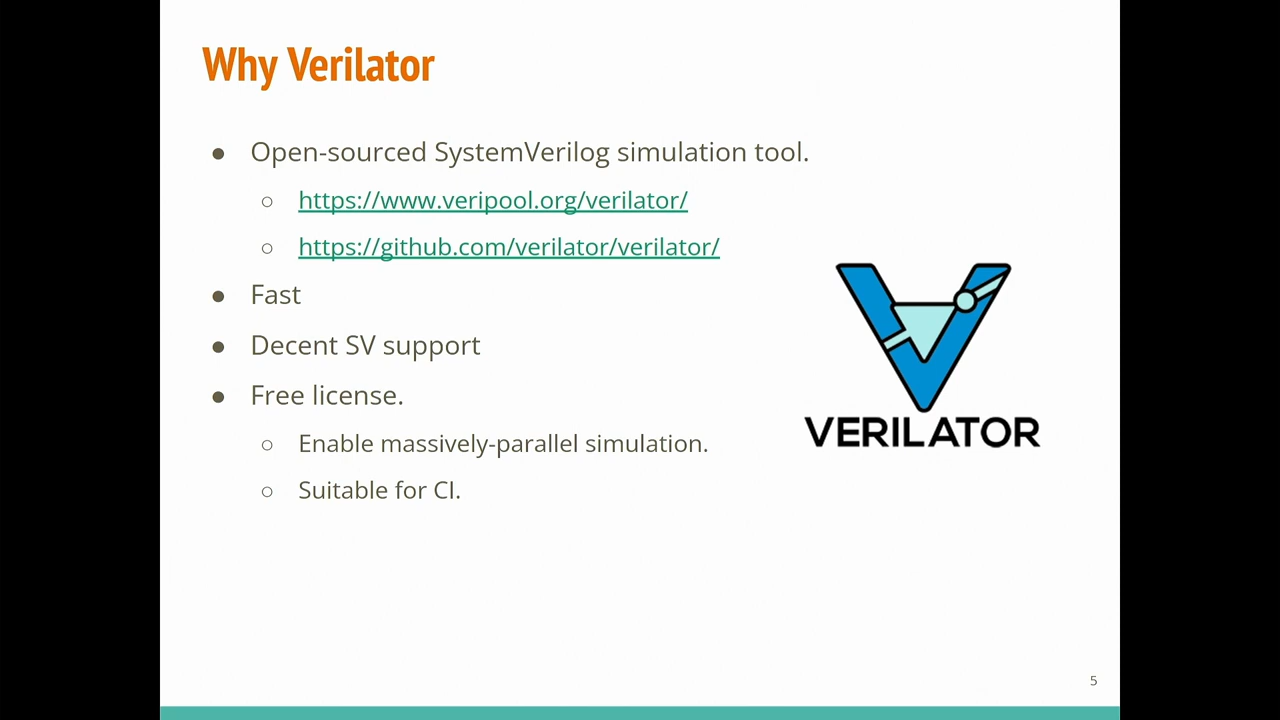 Why Verilator
● Open-sourced SystemVerilog simulation tool.
○ https://www.veripool.org/verilator/
○ https://github.com/verilator/verilator/
● Fast
● Decent SV support
● Free license.
○ Enable massively-parallel simulation.
○ Suitable for CI.
VERILATOR
5